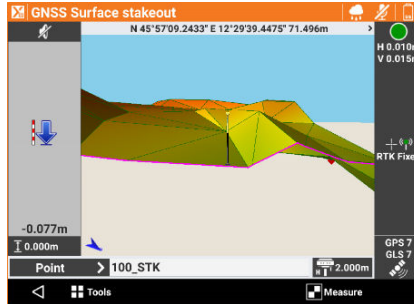 GNSS Surface stakeout
N 45°57'09.2433" E 12°29'39.4475" 71.496m >
H 0.010m
V 0.015m
RTK Fixe
-0.077m
0.000m
GPS 7
GLS 7
Point > 100_STK
2.000m
Tools
Measure